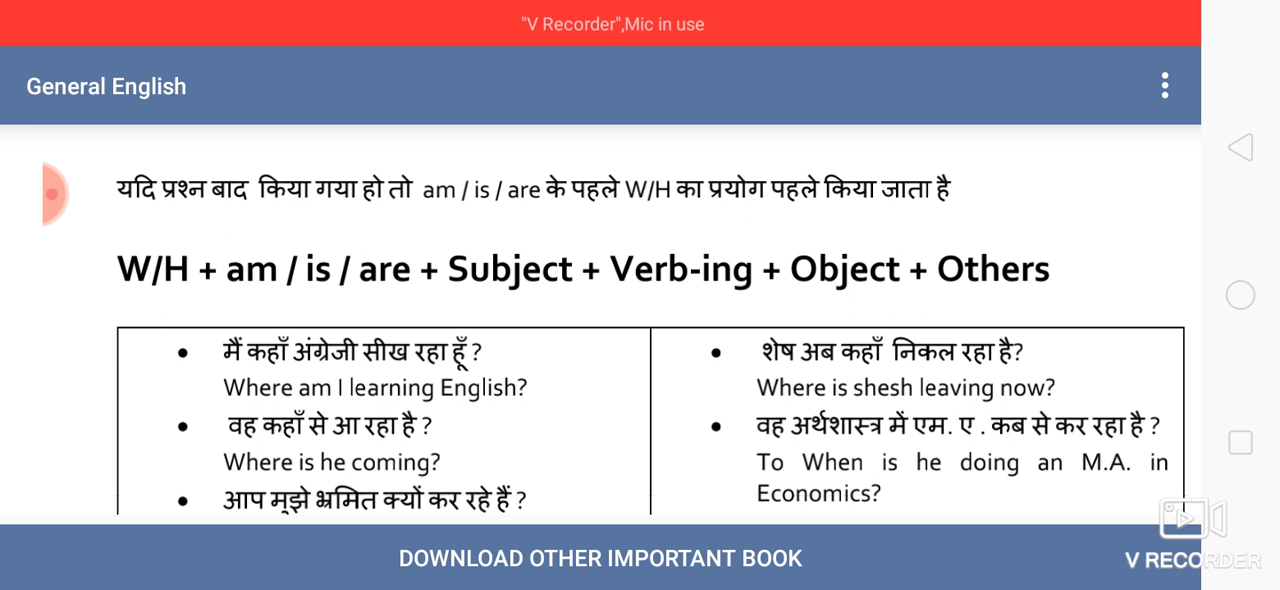 "V Recorder",Mic in use
General English
यदि प्रश्न बाद किया गया हो तो am / is / are के पहले W/H का प्रयोग पहले किया जाता है
W/H + am / is / are + Subject + Verb-ing + Object + Others
• मैं कहाँ अंग्रेजी सीख रहा हूँ ?
Where am I learning English?
• वह कहाँ से आ रहा है ?
Where is he coming?
• आप मुझे भ्रमित क्यों कर रहे हैं ?
• शेष अब कहाँ निकल रहा है?
Where is shesh leaving now?
• वह अर्थशास्त्र में एम. ए . कब से कर रहा है ?
To When is he doing an M.A. in
Economics?
DOWNLOAD OTHER IMPORTANT BOOK
V RECORDER